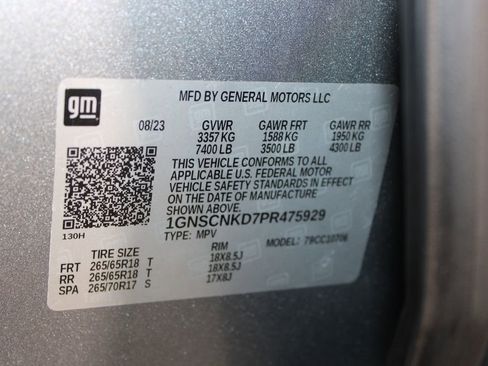 gm
MFD BY GENERAL MOTORS LLC
08/23 GVWR GAWR FRT GAWR RR
3357 KG 1588 KG 1950 KG
7400 LB 3500 LB 4300 LB
THIS VEHICLE CONFORMS TO ALL
APPLICABLE U.S. FEDERAL MOTOR
VEHICLE SAFETY STANDARDS IN EFFECT
ON THE DATE OF MANUFACTURE
SHOWN ABOVE.
1GNSCNKD7PR475929
130H
TYPE: MPV MODEL: 79CC10706
TIRE SIZE RIM
FRT 265/65R18 T 18X8.5J
RR 265/65R18 T 18X8.5J
SPA 265/70R17 S 17X8J